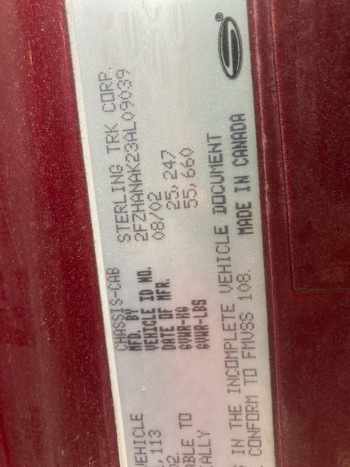 CHASSIS-CAB
MFD. BY STERLING TRK CORP.
VEHICLE ID NO. 2FZHANAK23AL09039
DATE OF MFR. 08/02
GVWR-KG 25,247
GVWR-LBS 55,660
VEHICLE
, 113
BLE TO IN THE INCOMPLETE VEHICLE DOCUMENT
ALLY CONFORM TO FMVSS 108. MADE IN CANADA